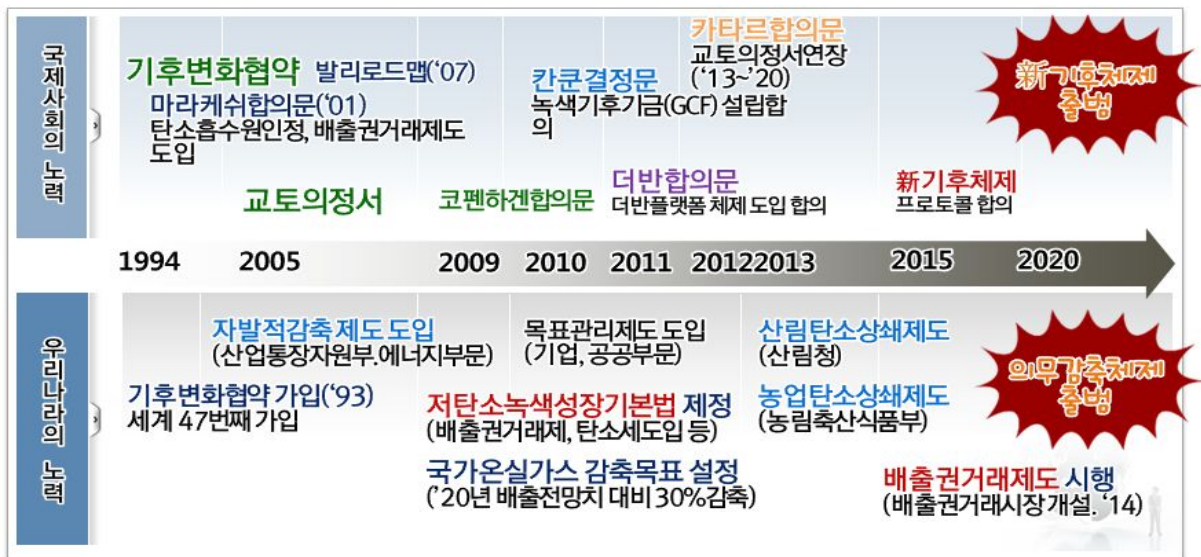 국제사회의 노력
기후변화협약 발리로드맵(‘07)
마라케쉬합의문(‘01)
탄소흡수원인정, 배출권거래제도
도입
교토의정서
코펜하겐합의문
칸쿤결정문
녹색기후기금(GCF) 설립합
의
더반합의문
더반플랫폼 체제 도입 합의
카타르합의문
교토의정서연장
(‘13~’20)
新기후체제
프로토콜 합의
新기후체제
출범
1994 2005 2009 2010 2011 2012 2013 2015 2020
우리나라의 노력
자발적감축 제도 도입
(산업통장자원부.에너지부문)
기후변화협약 가입(‘93)
세계 47번째 가입
목표관리제도 도입
(기업, 공공부문)
저탄소녹색성장기본법 제정
(배출권거래제, 탄소세도입 등)
국가온실가스 감축목표 설정
(’20년 배출전망치 대비 30%감축)
산림탄소상쇄제도
(산림청)
농업탄소상쇄제도
(농림축산식품부)
배출권거래제도 시행
(배출권거래시장 개설. ‘14)
의무감축체제
출범